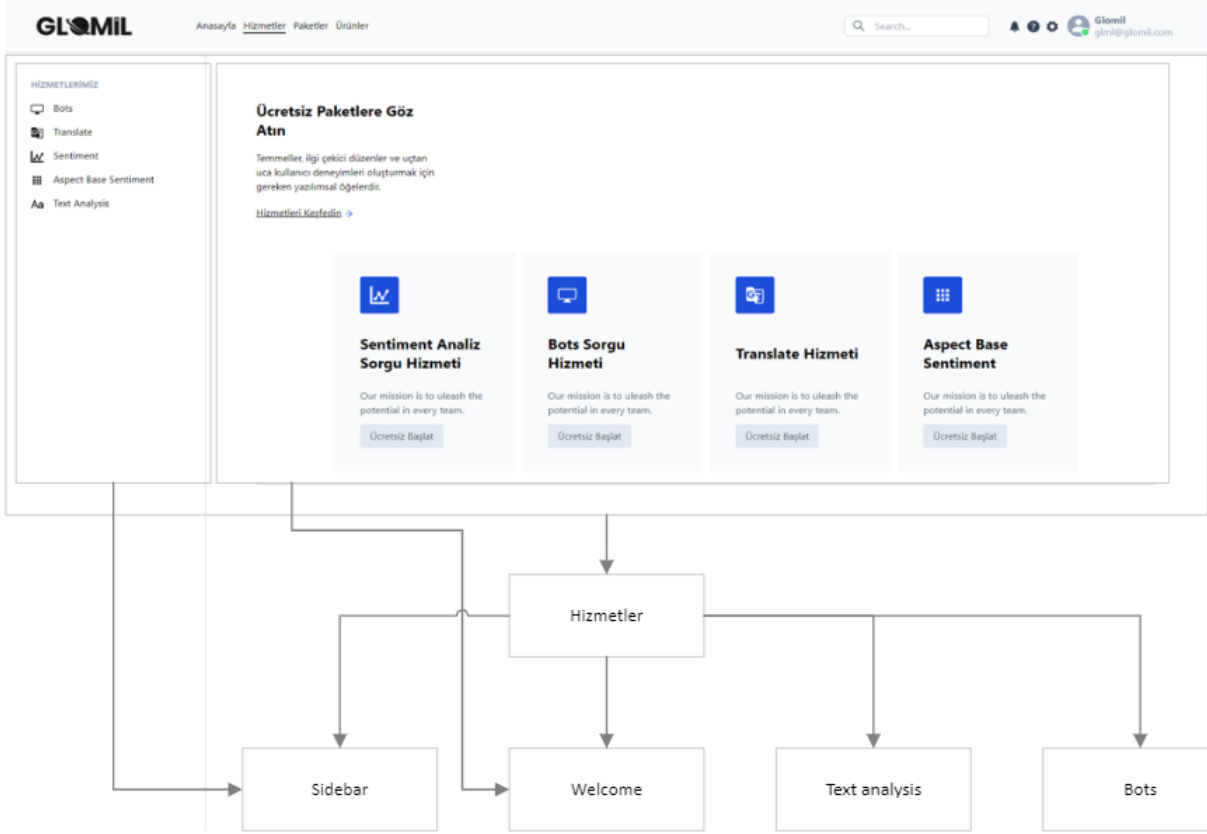 GLOMİL
Anasayfa Hizmetler Paketler Ürünler
Search...
Glomil
glml@glomil.com
HİZMETLERİMİZ
Bots
Translate
Sentiment
Aspect Base Sentiment
Aa Text Analysis
Ücretsiz Paketlere Göz
Atın
Temmeller, ilgi çekici düzenler ve uçtan
uca kullanıcı deneyimleri oluşturmak için
gereken yazılımsal öğelerdir.
Hizmetleri Keşfedin →
Sentiment Analiz
Sorgu Hizmeti
Our mission is to uleash the
potential in every team.
Ücretsiz Başlat
Bots Sorgu
Hizmeti
Our mission is to uleash the
potential in every team.
Ücretsiz Başlat
Translate Hizmeti
Our mission is to uleash the
potential in every team.
Ücretsiz Başlat
Aspect Base
Sentiment
Our mission is to uleash the
potential in every team.
Ücretsiz Başlat
Hizmetler
Sidebar
Welcome
Text analysis
Bots